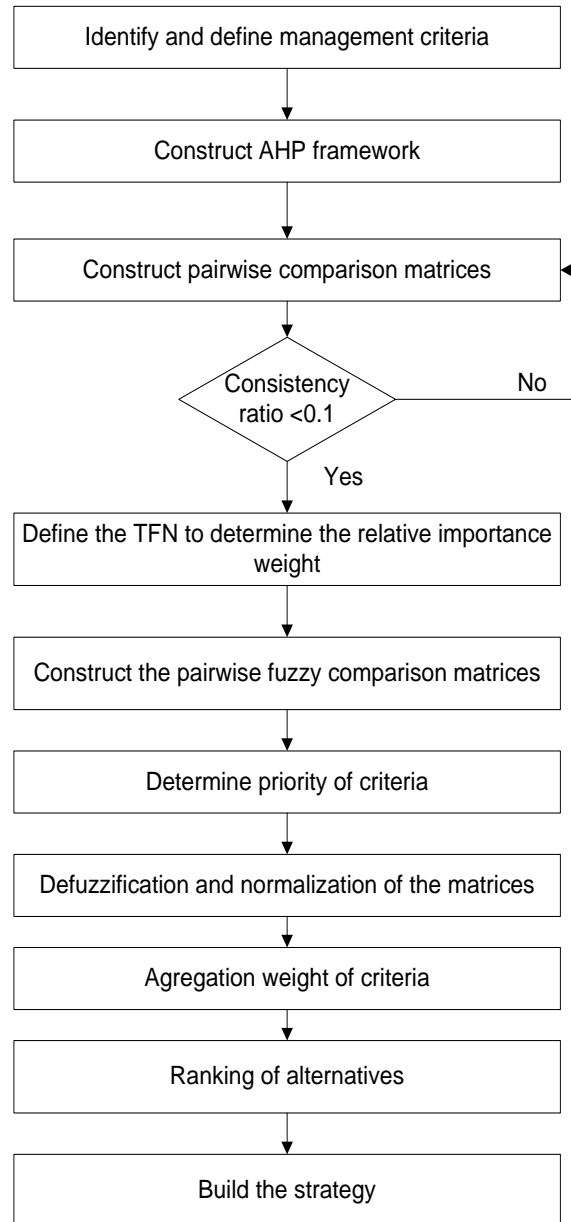 Identify and define management criteria
Construct AHP framework
Construct pairwise comparison matrices
Consistency
ratio <0.1
No
Yes
Define the TFN to determine the relative importance
weight
Construct the pairwise fuzzy comparison matrices
Determine priority of criteria
Defuzzification and normalization of the matrices
Agregation weight of criteria
Ranking of alternatives
Build the strategy